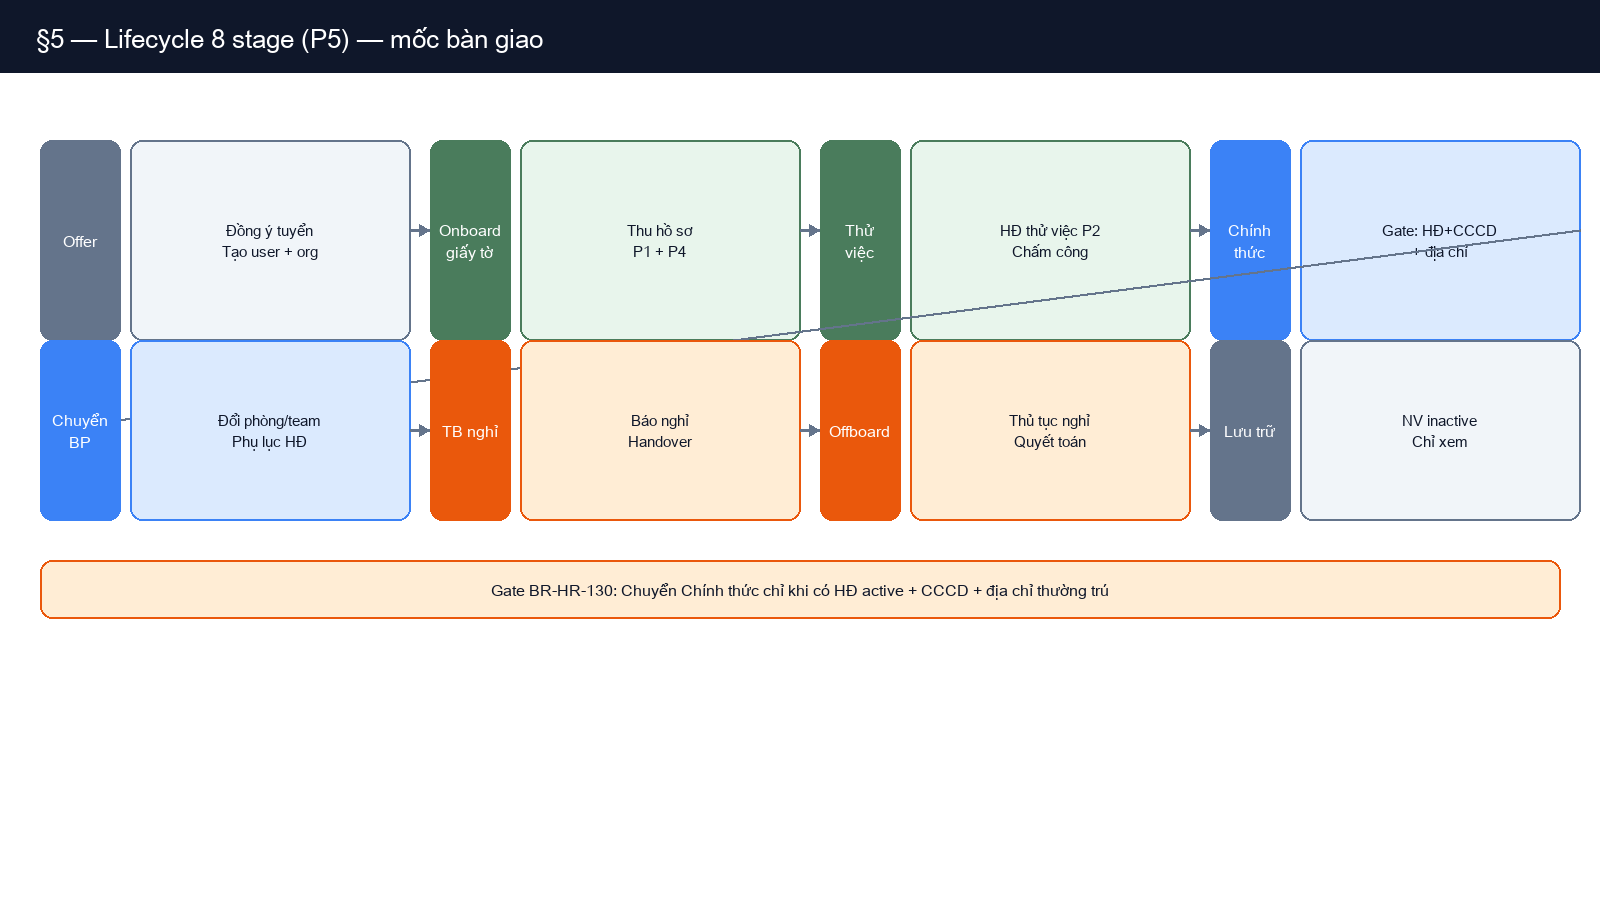 §5 — Lifecycle 8 stage (P5) — mốc bàn giao
Offer
Đồng ý tuyển
Tạo user + org
Onboard
giấy tờ
Thu hồ sơ
P1 + P4
Thử
việc
HĐ thử việc P2
Chấm công
Chính
thức
Gate: HĐ+CCCD
+ địa chỉ
Chuyển
BP
Đổi phòng/team
Phụ lục HĐ
TB nghỉ
Báo nghỉ
Handover
Offboard
Thủ tục nghỉ
Quyết toán
Lưu trữ
NV inactive
Chỉ xem
Gate BR-HR-130: Chuyển Chính thức chỉ khi có HĐ active + CCCD + địa chỉ thường trú